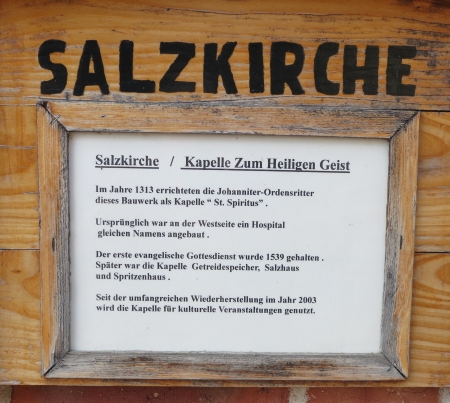 SALZKIRCHE
Salzkirche / Kapelle Zum Heiligen Geist
Im Jahre 1313 errichteten die Johanniter-Ordensritter
dieses Bauwerk als Kapelle “ St. Spiritus” .
Ursprünglich war an der Westseite ein Hospital
gleichen Namens angebaut .
Der erste evangelische Gottesdienst wurde 1539 gehalten .
Später war die Kapelle Getreidespeicher, Salzhaus
und Spritzenhaus .
Seit der umfangreichen Wiederherstellung im Jahr 2003
wird die Kapelle für kulturelle Veranstaltungen genutzt.